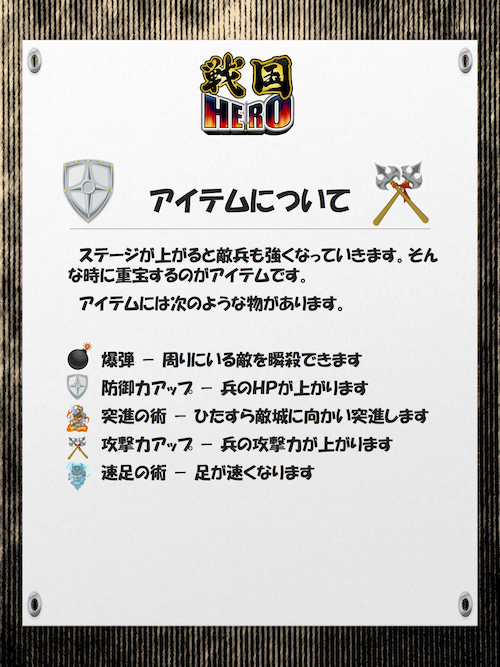 戦国
HERO
アイテムについて
ステージが上がると敵兵も強くなっていきます。そん
な時に重宝するのがアイテムです。
アイテムには次のような物があります。
爆弾 － 周りにいる敵を瞬殺できます
防御力アップ － 兵のHPが上がります
突進の術 － ひたすら敵城に向かい突進します
攻撃力アップ － 兵の攻撃力が上がります
速足の術 － 足が速くなります